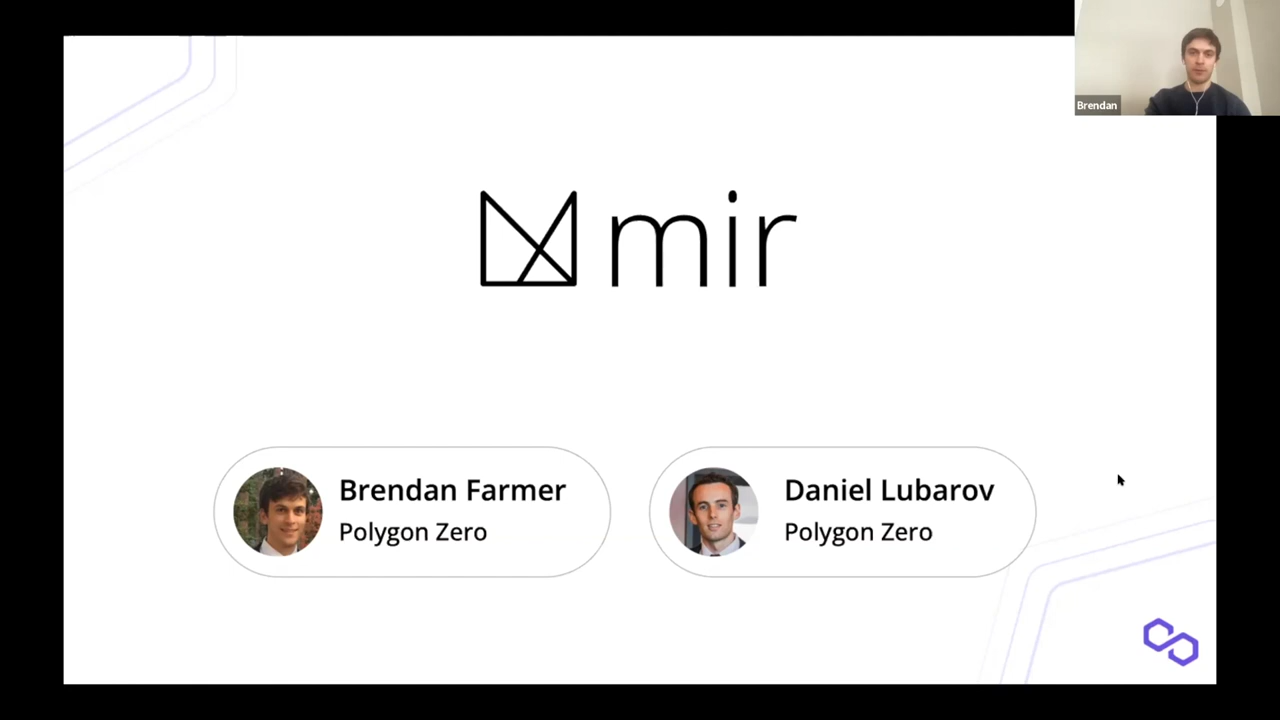 Brendan
mir
Brendan Farmer
Polygon Zero
Daniel Lubarov
Polygon Zero